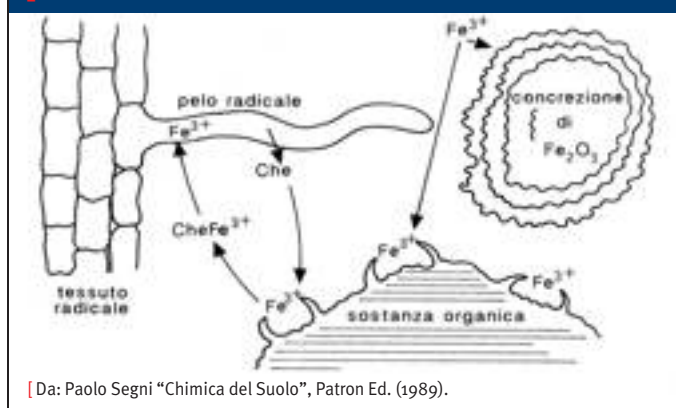 Fe3+
concrezione
di
Fe2O3
pelo radicale
Fe3+
Che
CheFe3+
Fe3+
Fe3+
Fe3+
tessuto
radicale
sostanza organica
[ Da: Paolo Segni “Chimica del Suolo”, Patron Ed. (1989).